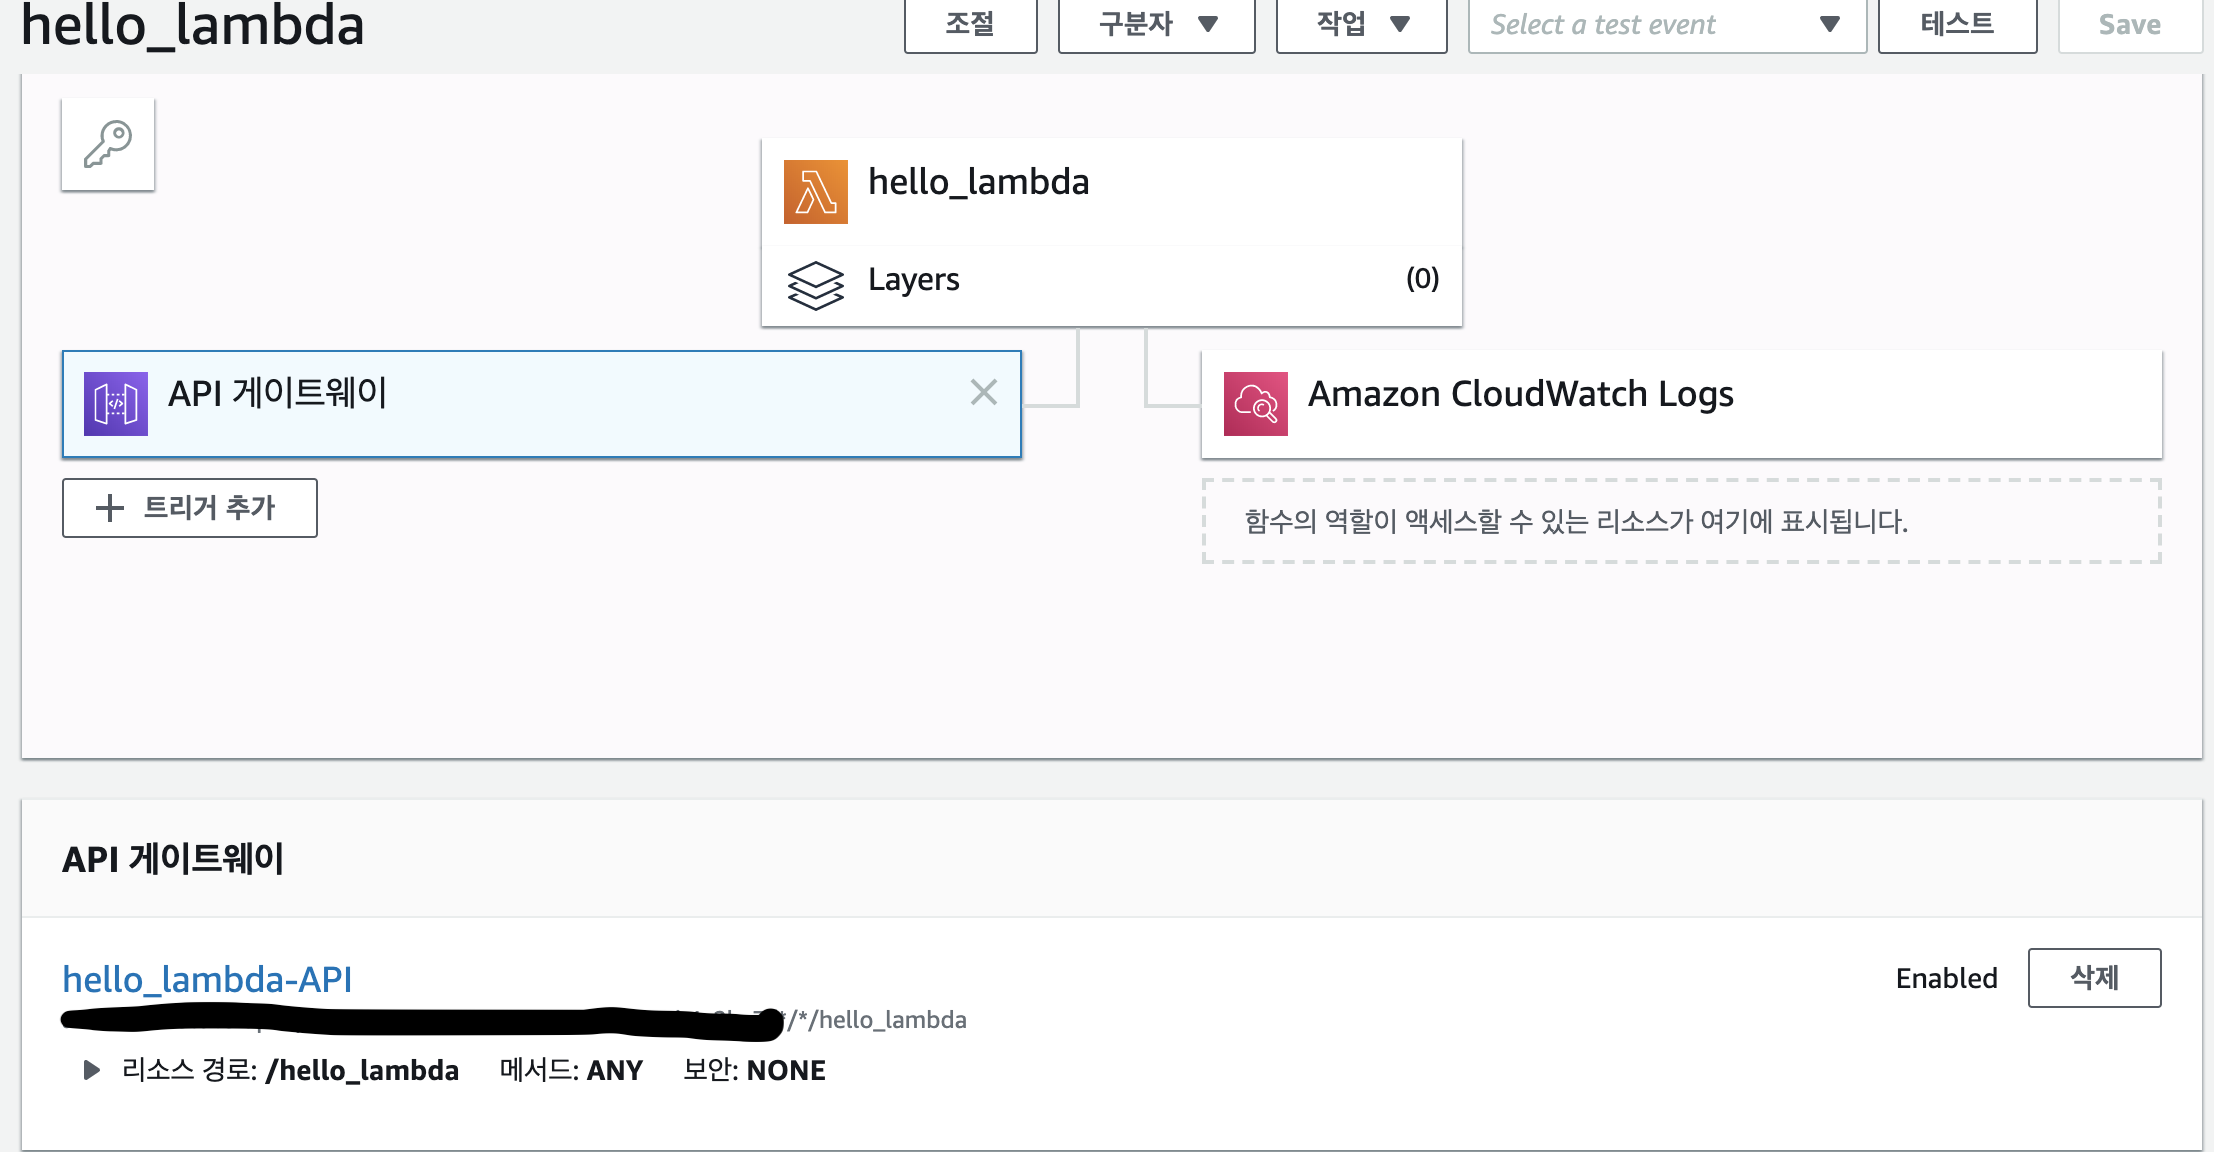 hello_lambda
조절
구분자
작업
Select a test event
테스트
Save
hello_lambda
Layers
(0)
API 게이트웨이
Amazon CloudWatch Logs
트리거 추가
함수의 역할이 액세스할 수 있는 리소스가 여기에 표시됩니다.
API 게이트웨이
hello_lambda-API
Enabled
삭제
/*/hello_lambda
리소스 경로: /hello_lambda 메서드: ANY 보안: NONE